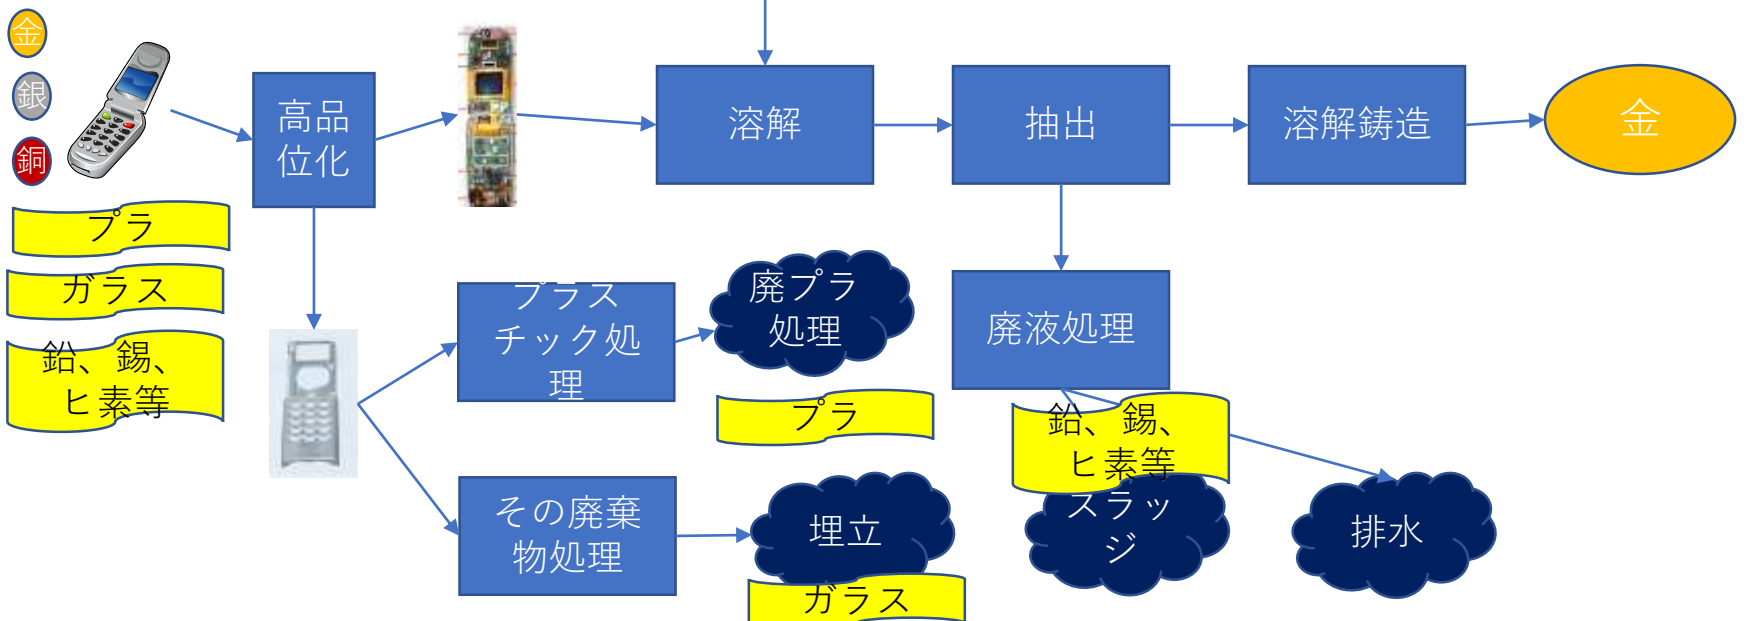 金
銀
銅
プラ
ガラス
鉛、錫、
ヒ素等
高品
位化
溶解
抽出
溶解鋳造
金
プラス
チック処
理
廃プラ
処理
プラ
廃液処理
鉛、錫、
ヒ素等
スラッ
ジ
排水
その廃棄
物処理
埋立
ガラス